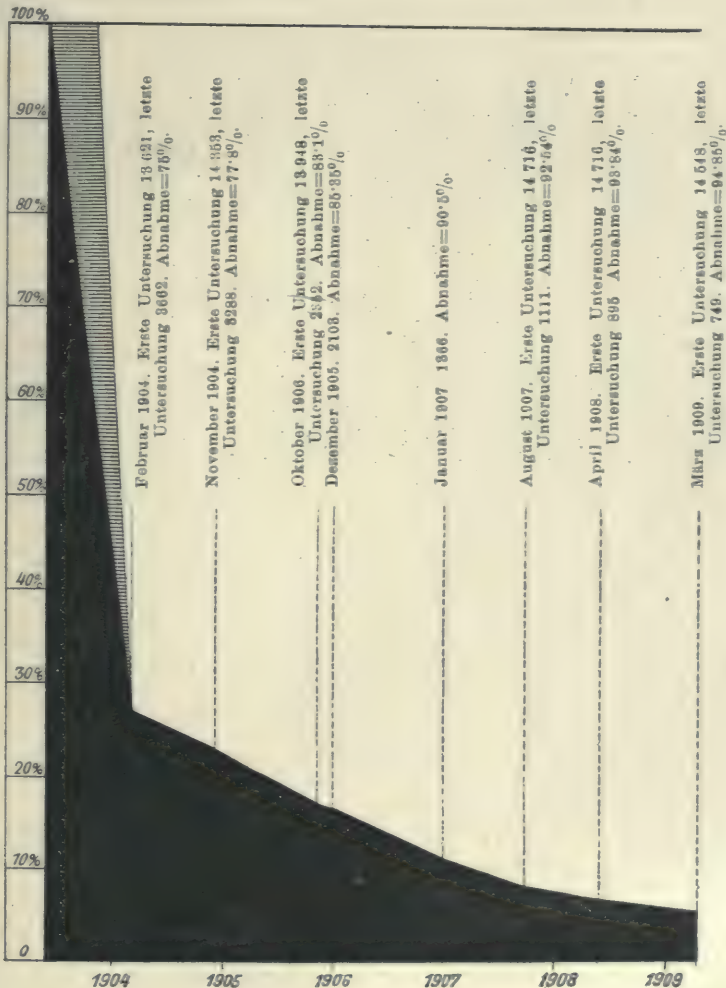 100%
90%
80%
70%
60%
50%
40%
30%
20%
10%
0
Februar 1904. Erste Untersuchung 13 621, letzte
Untersuchung 3662. Abnahme=75%.
November 1904. Erste Untersuchung 14 353, letzte
Untersuchung 3288. Abnahme=77·8%.
Oktober 1906. Erste Untersuchung 13·948, letzte
Untersuchung 2362. Abnahme=83·1%
Dezember 1905. 2103. Abnahme=85·35%
Januar 1907 1366. Abnahme=90·5%.
August 1907. Erste Untersuchung 14 716, letzte
Untersuchung 1111. Abnahme=92·54%
April 1908. Erste Untersuchung 14 716, letzte
Untersuchung 895 Abnahme=93·84%
März 1909. Erste Untersuchung 14 548, letzte
Untersuchung 749. Abnahme=94·85%.
1904 1905 1906 1907 1908 1909